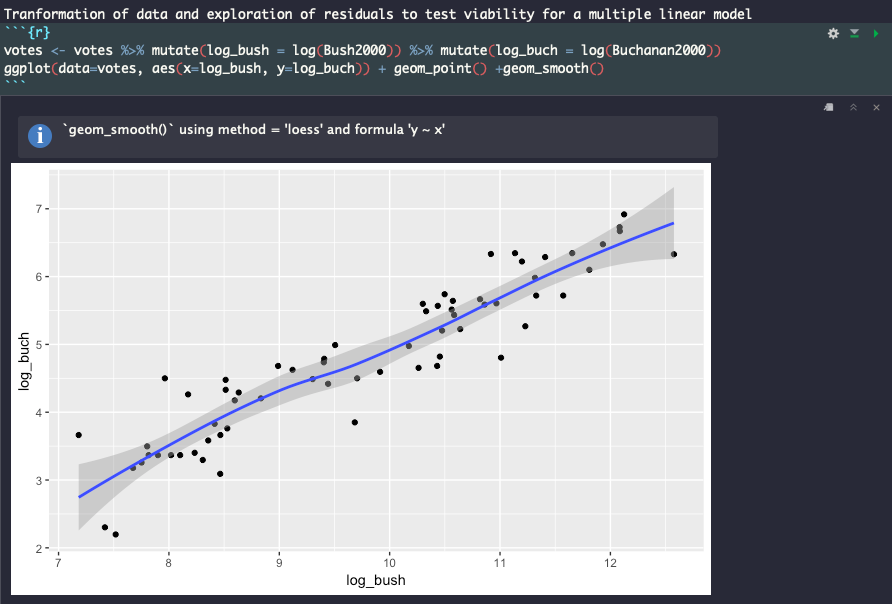 Tranformation of data and exploration of residuals to test viability for a multiple linear model
```{r}
votes <- votes %>% mutate(log_bush = log(Bush2000)) %>% mutate(log_buch = log(Buchanan2000))
ggplot(data=votes, aes(x=log_bush, y=log_buch)) + geom_point() +geom_smooth()
```
`geom_smooth()` using method = 'loess' and formula 'y ~ x'
7
6
5
4
3
2
log_buch
7 8 9 10 11 12
log_bush